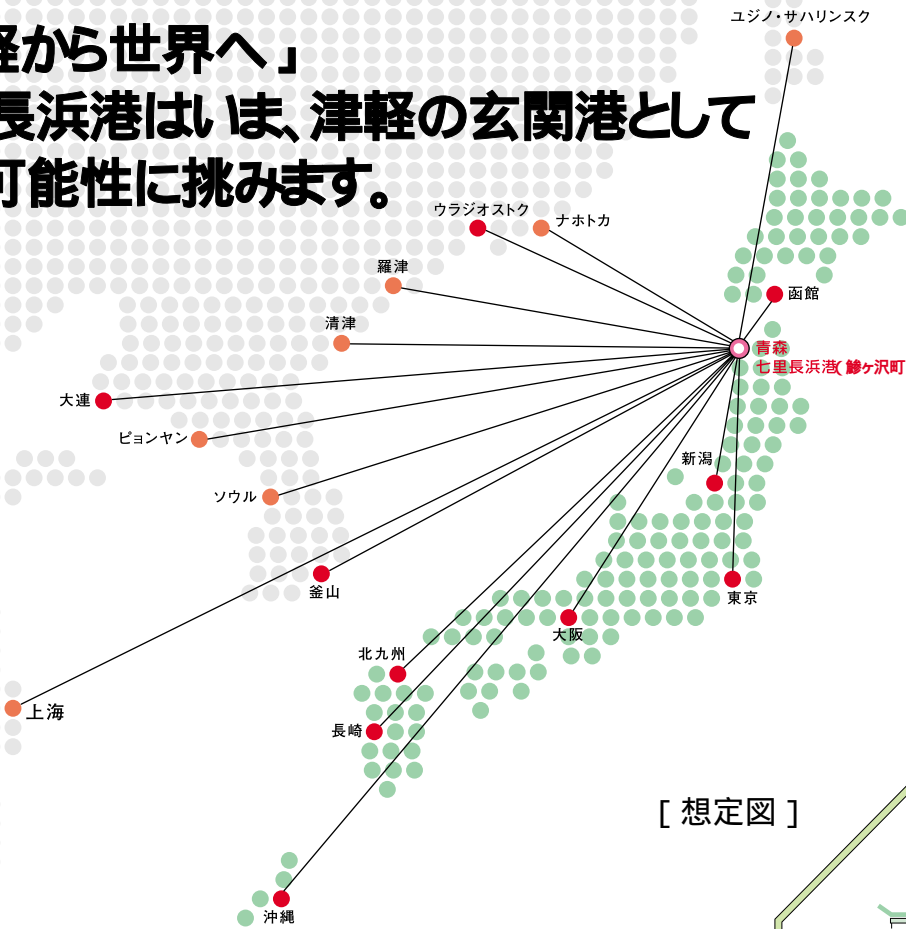 から世界へ」
長浜港はいま、津軽の玄関港として
可能性に挑みます。
ユジノ・サハリンスク
ウラジオストク
ナホトカ
羅津
函館
清津
青森
七里長浜港(鰺ヶ沢町
大連
ピョンヤン
新潟
ソウル
釜山
東京
大阪
北九州
上海
長崎
[ 想定図 ]
沖縄